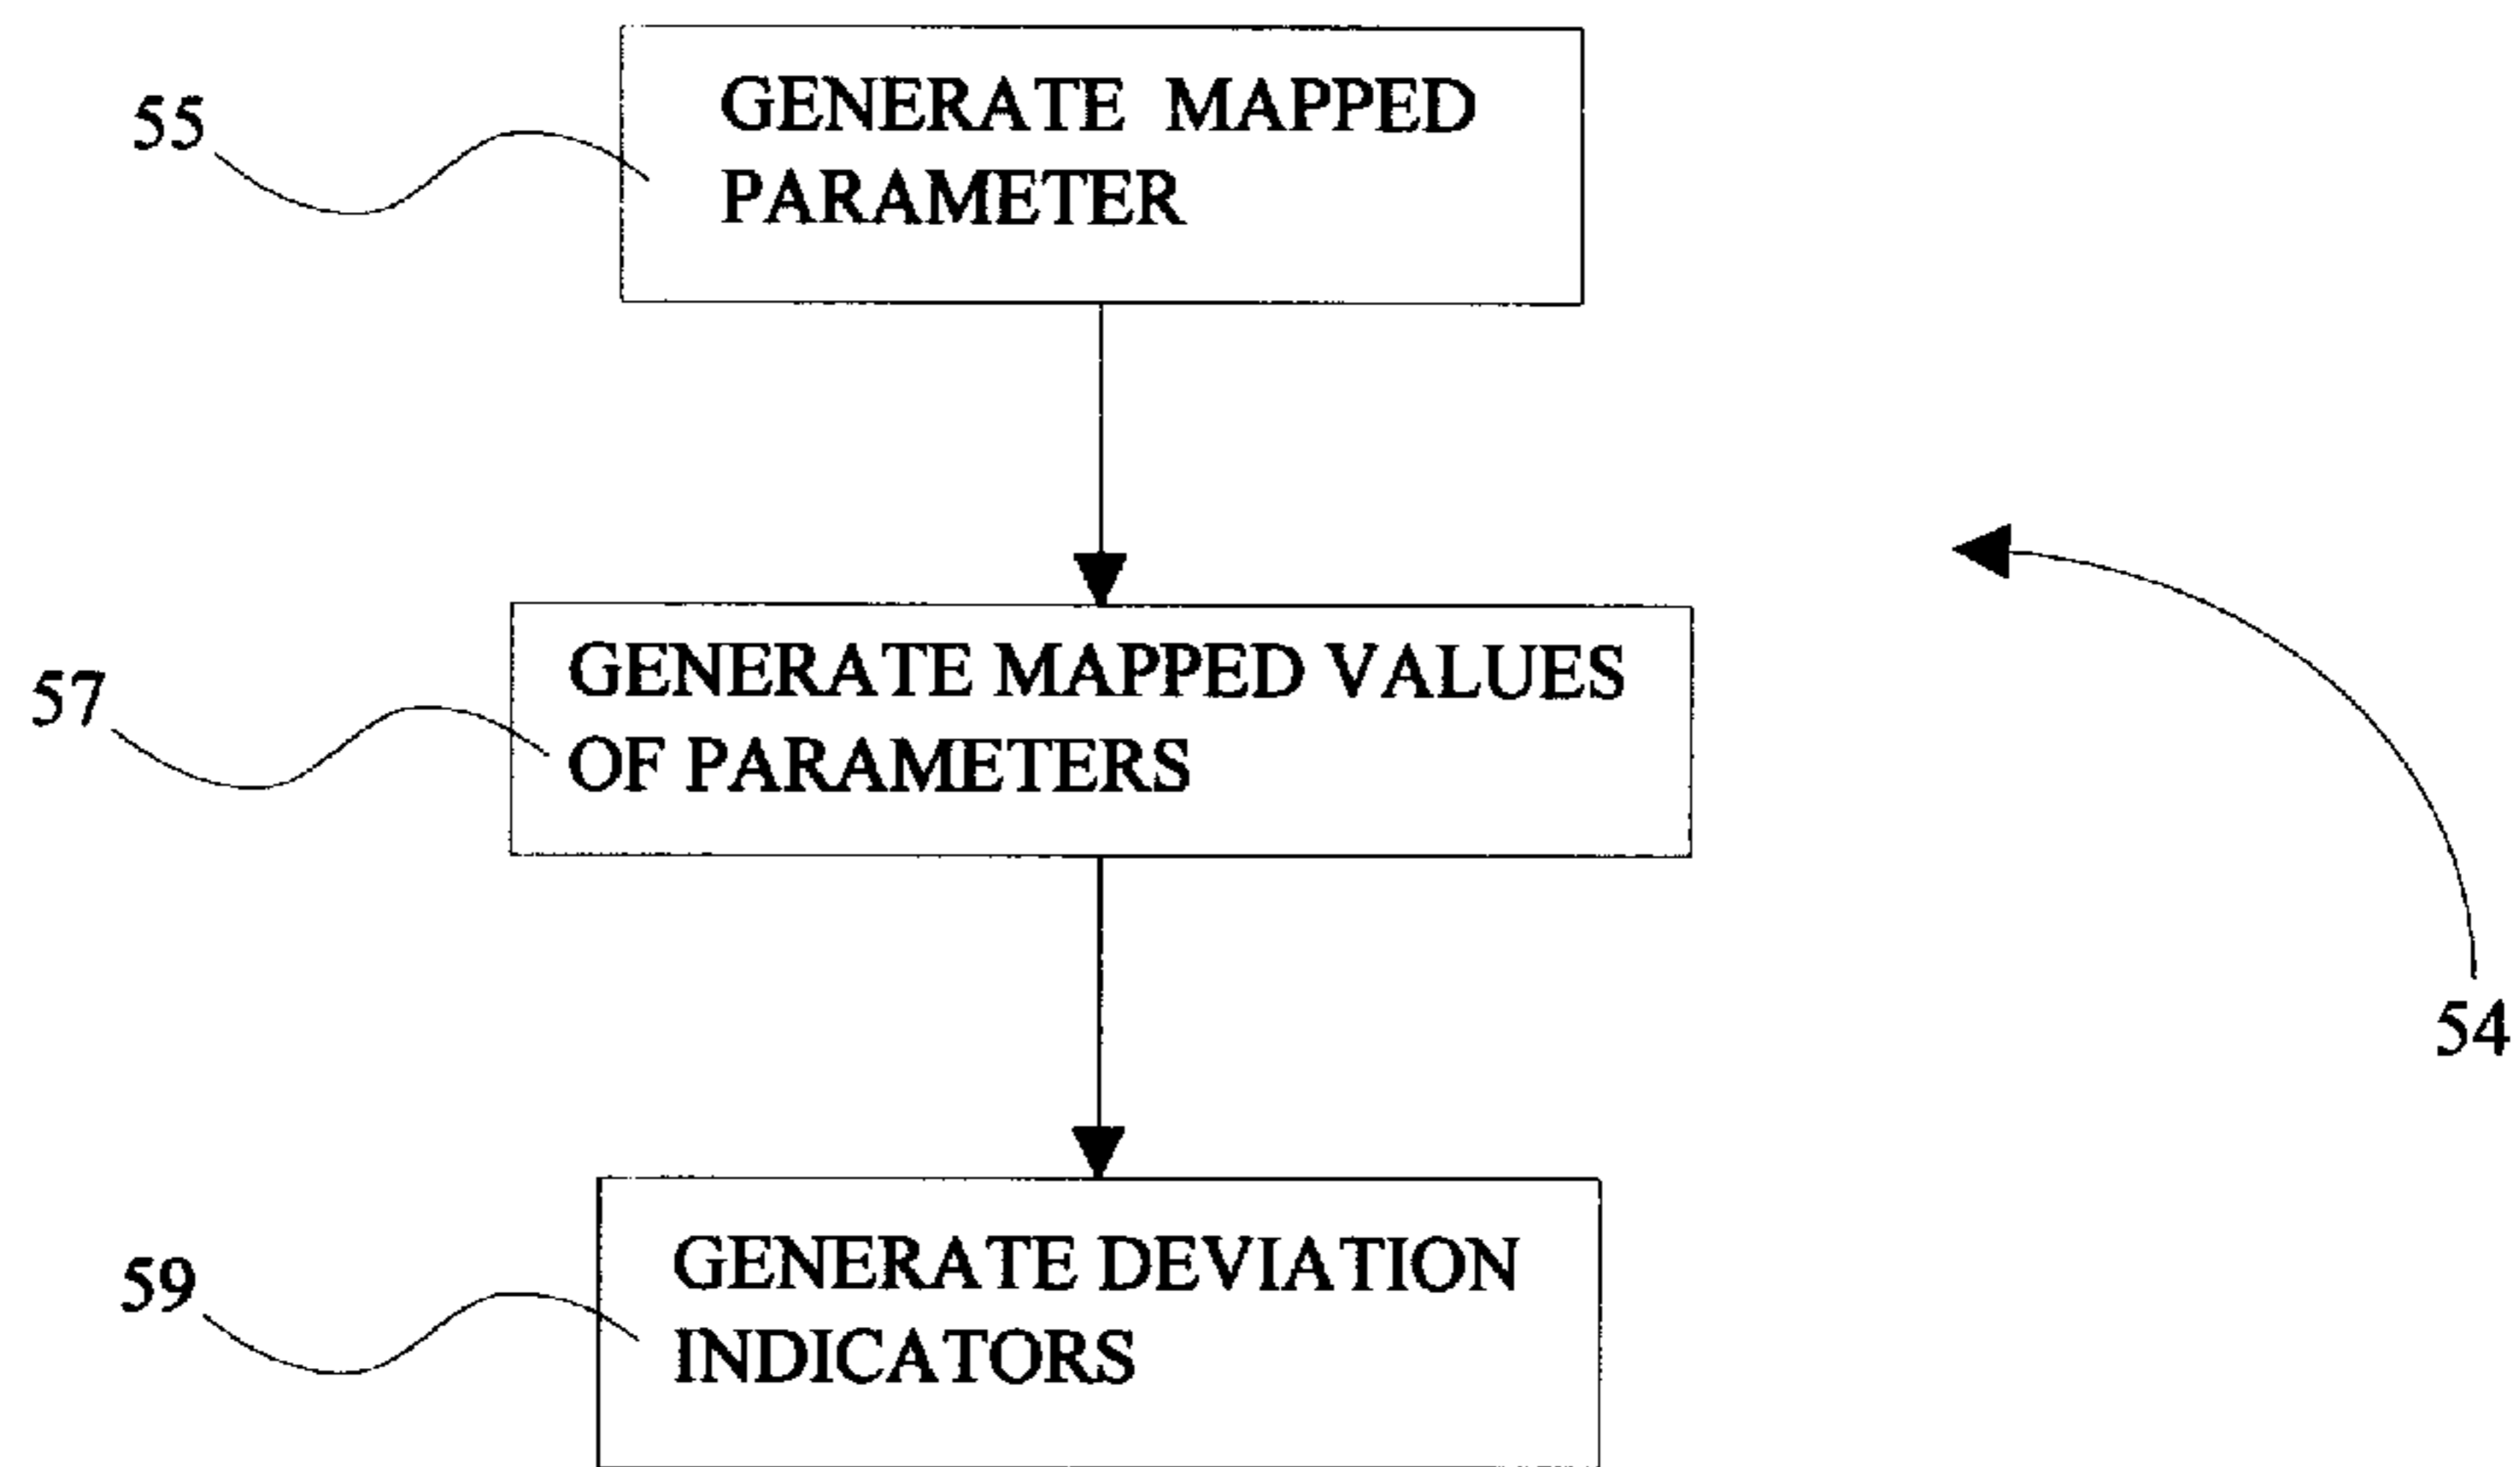 55
GENERATE MAPPED
PARAMETER
57
GENERATE MAPPED VALUES
OF PARAMETERS
54
59
GENERATE DEVIATION
INDICATORS